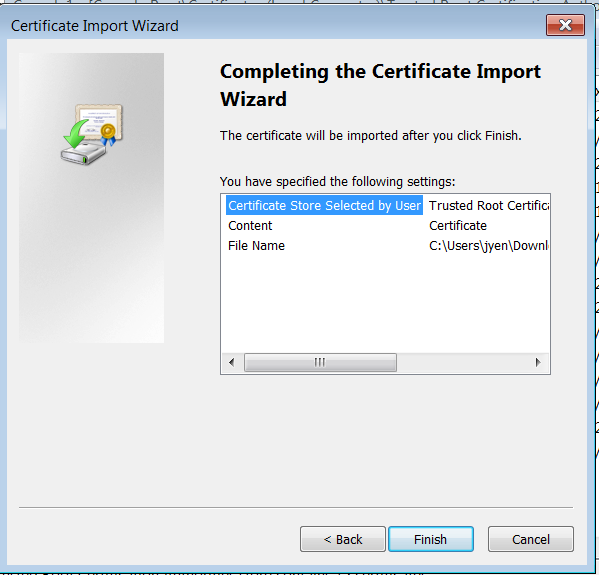 Certificate Import Wizard
Completing the Certificate Import
Wizard
The certificate will be imported after you click Finish.
You have specified the following settings:
Certificate Store Selected by User Trusted Root Certifica
Content Certificate
File Name C:\Users\jyen\Downl
< Back Finish Cancel